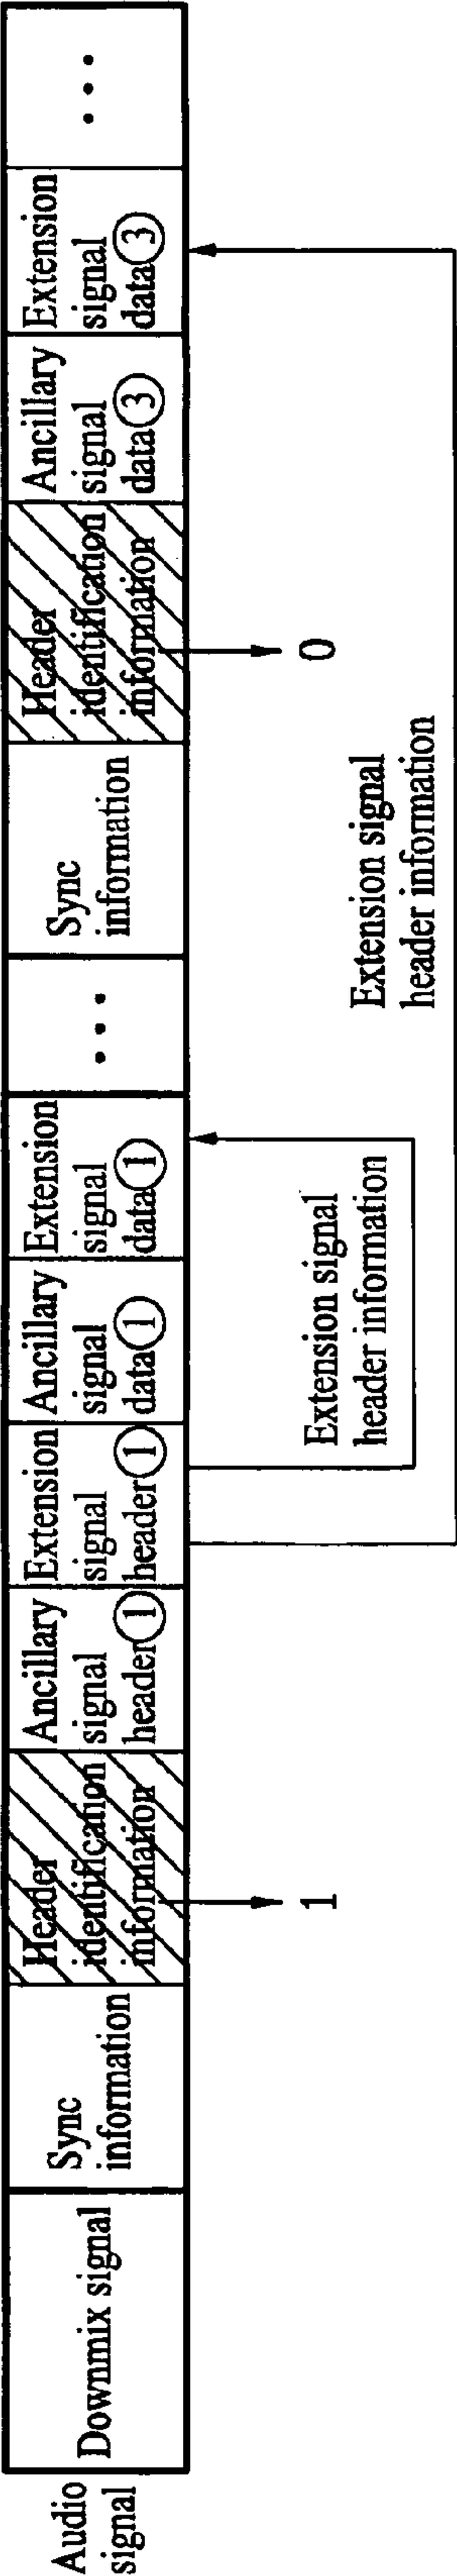 Audio
signal
Downmix signal
Sync
information
Header
identification
information
1
Ancillary
signal
header①
Extension
signal
header①
Ancillary
signal
data①
Extension
signal
data①
• • •
Extension signal
header information
Sync
information
Header
identification
information
0
Ancillary
signal
data③
Extension
signal
data③
• • •
Extension signal
header information